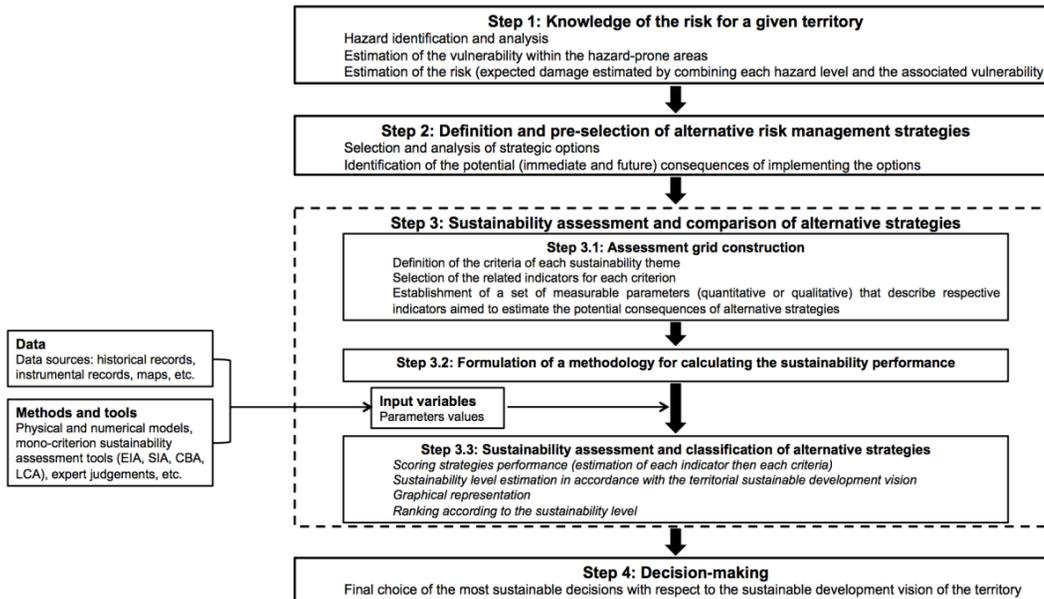 Step 1: Knowledge of the risk for a given territory
Hazard identification and analysis
Estimation of the vulnerability within the hazard-prone areas
Estimation of the risk (expected damage estimated by combining each hazard level and the associated vulnerability
Step 2: Definition and pre-selection of alternative risk management strategies
Selection and analysis of strategic options
Identification of the potential (immediate and future) consequences of implementing the options
Step 3: Sustainability assessment and comparison of alternative strategies
Step 3.1: Assessment grid construction
Definition of the criteria of each sustainability theme
Selection of the related indicators for each criterion
Establishment of a set of measurable parameters (quantitative or qualitative) that describe respective
indicators aimed to estimate the potential consequences of alternative strategies
Step 3.2: Formulation of a methodology for calculating the sustainability performance
Data
Data sources: historical records,
instrumental records, maps, etc.
Methods and tools
Physical and numerical models,
mono-criterion sustainability
assessment tools (EIA, SIA, CBA,
LCA), expert judgements, etc.
Input variables
Parameters values
Step 3.3: Sustainability assessment and classification of alternative strategies
Scoring strategies performance (estimation of each indicator then each criteria)
Sustainability level estimation in accordance with the territorial sustainable development vision
Graphical representation
Ranking according to the sustainability level
Step 4: Decision-making
Final choice of the most sustainable decisions with respect to the sustainable development vision of the territory